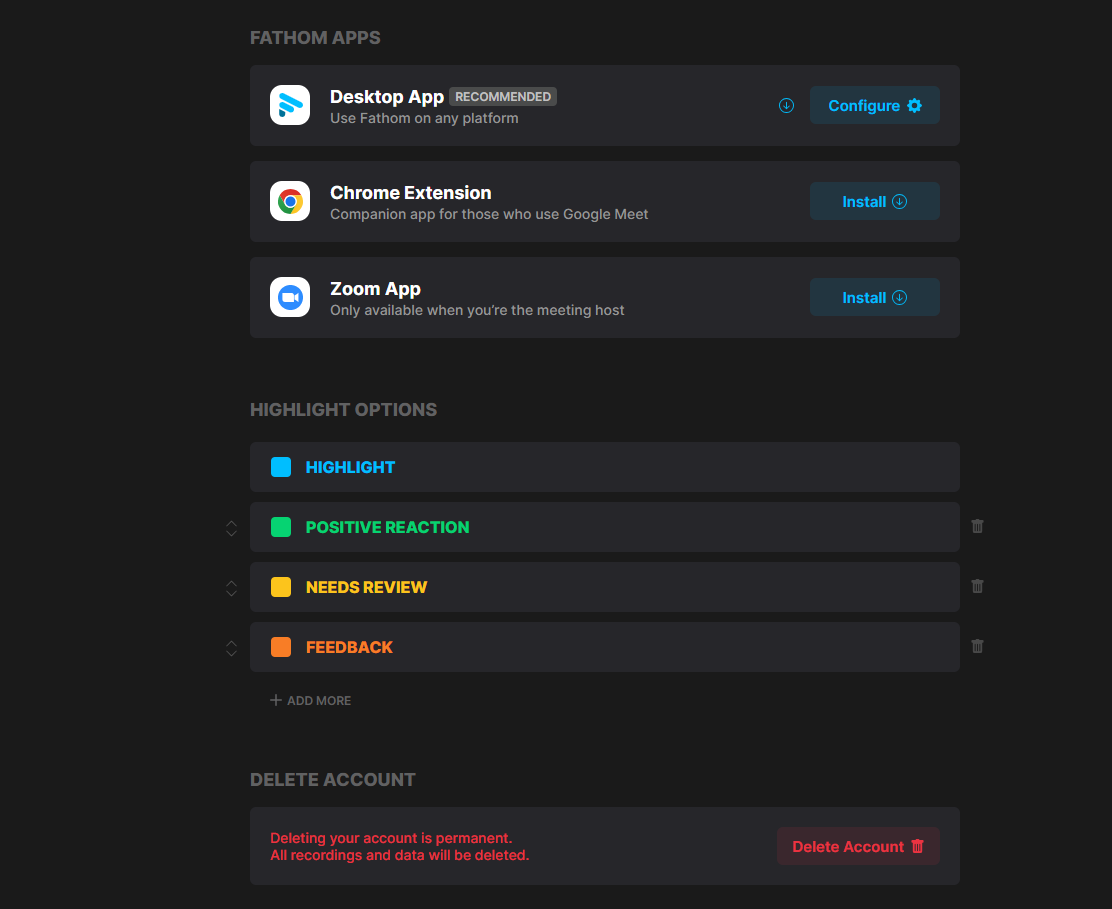 FATHOM APPS
Desktop App RECOMMENDED
Use Fathom on any platform
Configure
Chrome Extension
Companion app for those who use Google Meet
Install
Zoom App
Only available when you’re the meeting host
Install
HIGHLIGHT OPTIONS
HIGHLIGHT
POSITIVE REACTION
NEEDS REVIEW
FEEDBACK
ADD MORE
DELETE ACCOUNT
Deleting your account is permanent.
All recordings and data will be deleted.
Delete Account